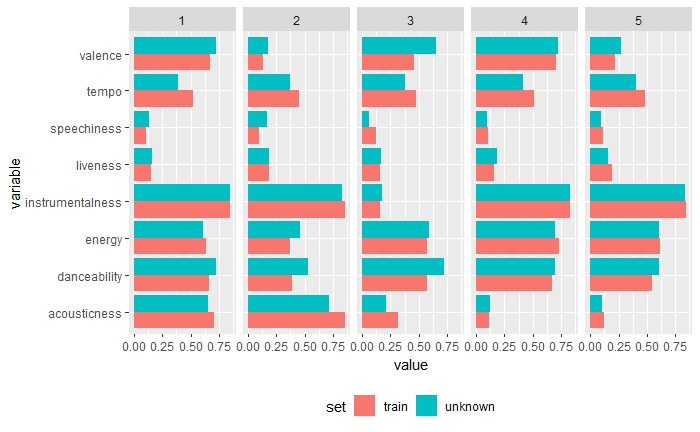 1 2 3 4 5
valence
tempo
speechiness
liveness
instrumentalness
energy
danceability
acousticness
variable
0.00 0.25 0.50 0.75 0.00 0.25 0.50 0.75 0.00 0.25 0.50 0.75 0.00 0.25 0.50 0.75 0.00 0.25 0.50 0.75
value
set train unknown